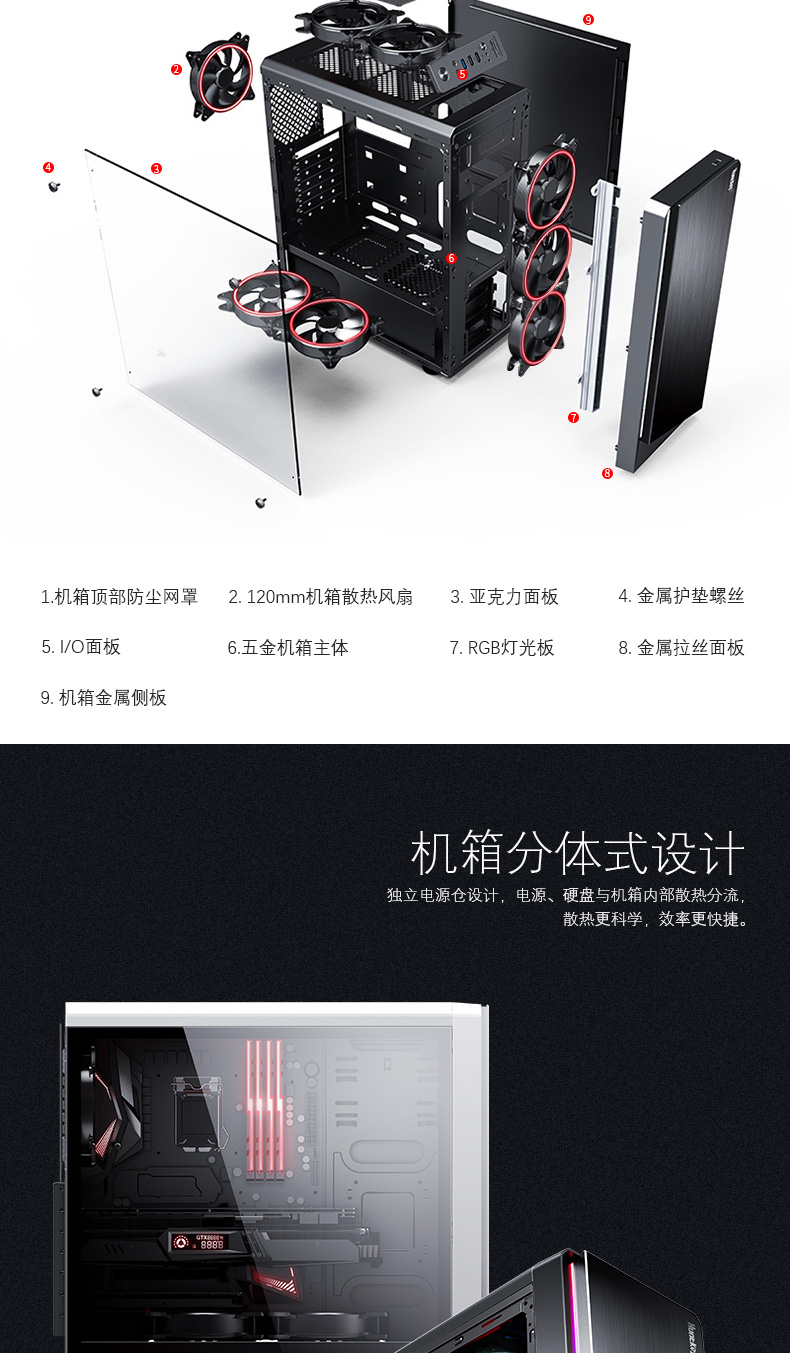 9
2
5
4
3
6
7
8
1.机箱顶部防尘网罩
2. 120mm机箱散热风扇
3. 亚克力面板
4. 金属护垫螺丝
5. I/O面板
6.五金机箱主体
7. RGB灯光板
8. 金属拉丝面板
9. 机箱金属侧板
机箱分体式设计
独立电源仓设计，电源、硬盘与机箱内部散热分流，
散热更科学，效率更快捷。
GTX8888
8888